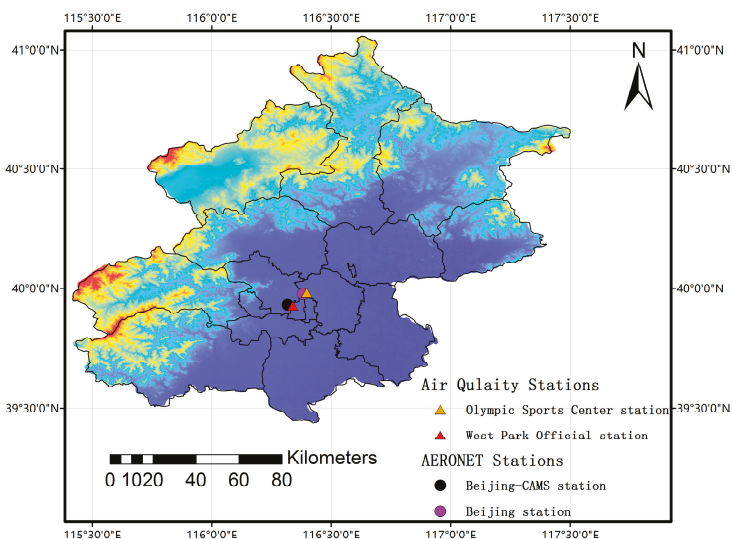 115°30'0"E 116°0'0"E 116°30'0"E 117°0'0"E 117°30'0"E
41°0'0"N 41°0'0"N
N
40°30'0"N 40°30'0"N
40°0'0"N 40°0'0"N
39°30'0"N 39°30'0"N
Air Qulaity Stations
Olympic Sports Center station
West Park Official station
AERONET Stations
Beijing-CAMS station
Beijing station
Kilometers
0 1020 40 60 80
115°30'0"E 116°0'0"E 116°30'0"E 117°0'0"E 117°30'0"E